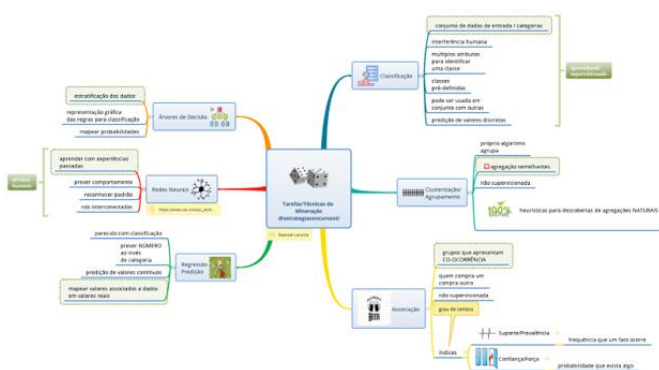 Tarefas/Técnicas de
Mineração
@estrategiaconcursosti
Raphael Lacerda
Classificação
conjunto de dados de entrada / categorias
interferência humana
múltiplos atributos
para identificar
uma classe
classes
pré-definidas
pode ser usada em
conjunto com outras
predição de valores discretos
aprendizado
supervisionado
Clusterização/
Agrupamento
próprio algoritmo
agrupa
agregação semelhantes
não supervisionada
100%
heurísticas para descobertas de agregações NATURAIS
Associação
grupos que apresentam
CO-OCORRÊNCIA
quem compra um
compra outro
não supervisionada
grau de certeza
índices
Suporte/Prevalência
frequência que um fato ocorre
Confiança/Força
probabilidade que exista algo
Árvores de Decisão
estratificação dos dados
representação gráfica
das regras para classificação
mapear probabilidades
Redes Neurais
aprender com experiências
passadas
prever comportamento
reconhecer padrão
nós interconectados
cérebro
humano
Regressão
Predição
parecido com classificação
prever NÚMERO
ao invés
de categoria
predição de valores contínuos
mapear valores associados a dados
em valores reais